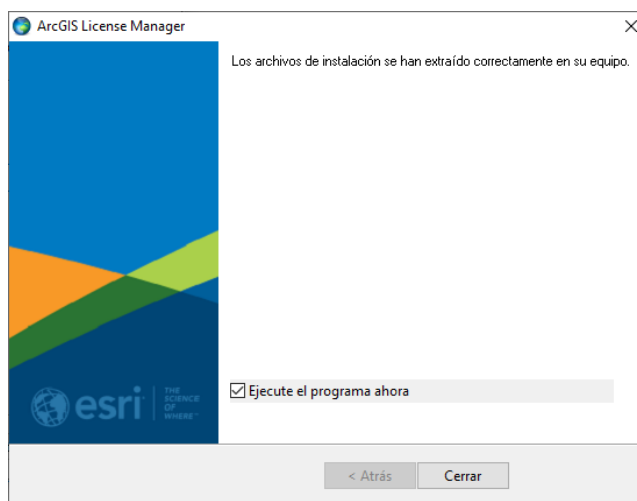 ArcGIS License Manager
Los archivos de instalación se han extraído correctamente en su equipo.
esri
THE
SCIENCE
OF
WHERE™
Ejecute el programa ahora
< Atrás
Cerrar